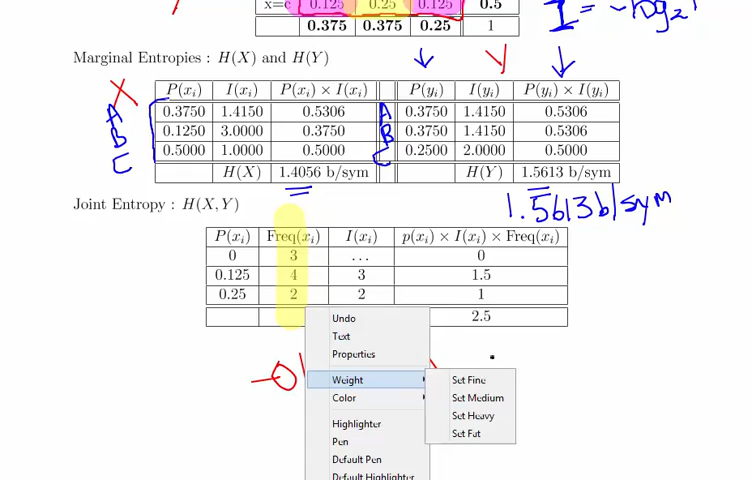 x=c 0.125 0.25 0.125 0.5
0.375 0.375 0.25 1
I = -log₂
Marginal Entropies : H(X) and H(Y)
X Y
P(xᵢ) I(xᵢ) P(xᵢ) × I(xᵢ) P(yᵢ) I(yᵢ) P(yᵢ) × I(yᵢ)
A 0.3750 1.4150 0.5306 A 0.3750 1.4150 0.5306
B 0.1250 3.0000 0.3750 B 0.3750 1.4150 0.5306
C 0.5000 1.0000 0.5000 C 0.2500 2.0000 0.5000
H(X) 1.4056 b/sym H(Y) 1.5613 b/sym
1.5613 b/sym
Joint Entropy : H(X, Y)
P(xᵢ) Freq(xᵢ) I(xᵢ) p(xᵢ) × I(xᵢ) × Freq(xᵢ)
0 3 ... 0
0.125 4 3 1.5
0.25 2 2 1
2.5
Undo
Text
Properties
Weight
Color
Highlighter
Pen
Default Pen
Default Highlighter
Set Fine
Set Medium
Set Heavy
Set Fat